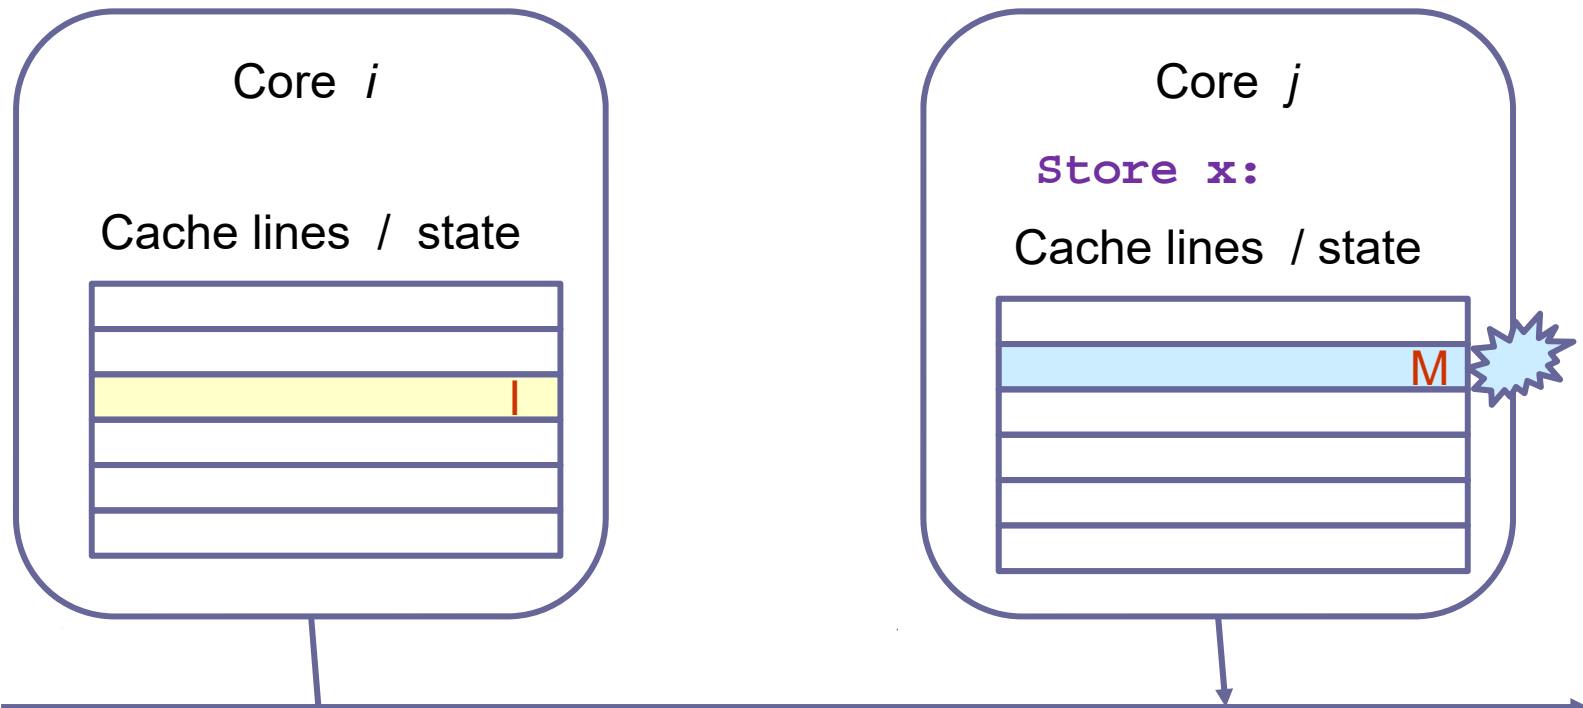 Core i
Cache lines / state
I
Core j
Store x:
Cache lines / state
M